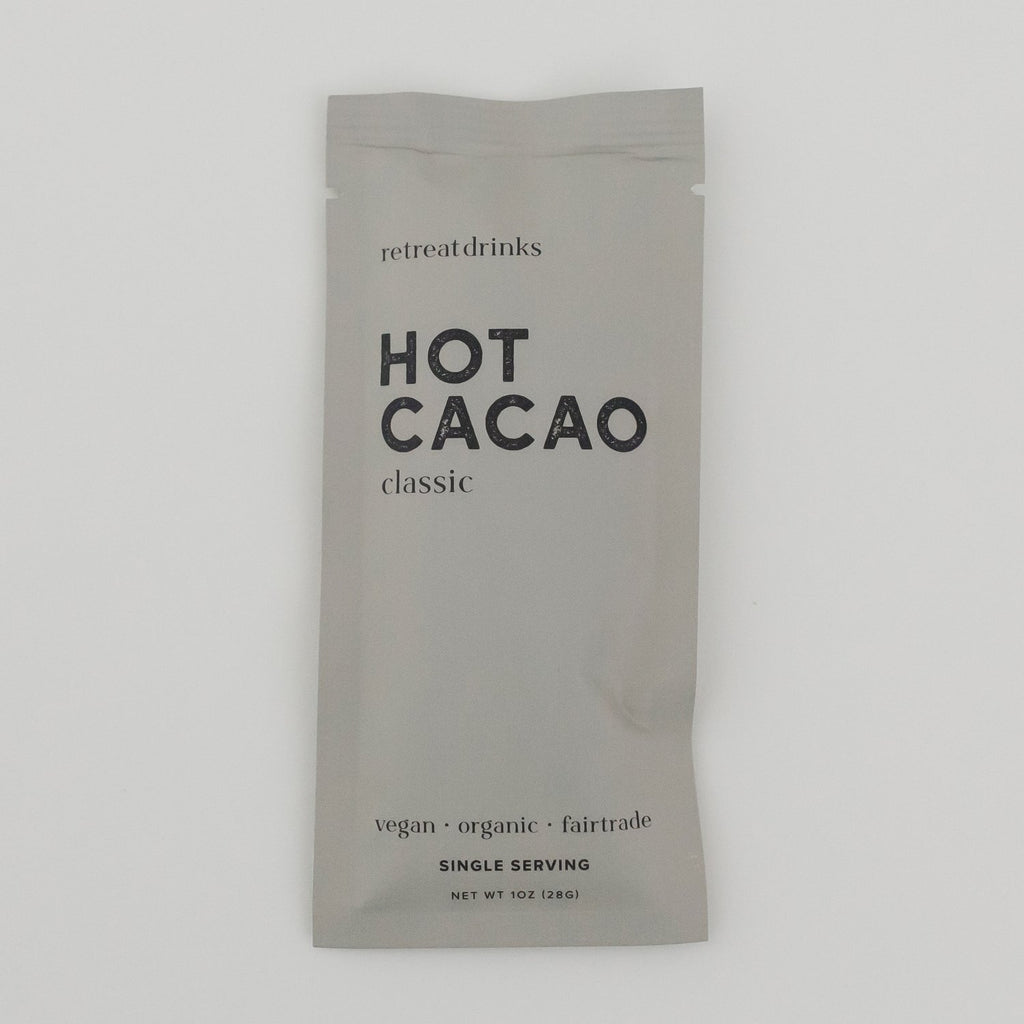 retreatdrinks
HOT
CACAO
classic
vegan · organic · fairtrade
SINGLE SERVING
NET WT 1OZ (28G)